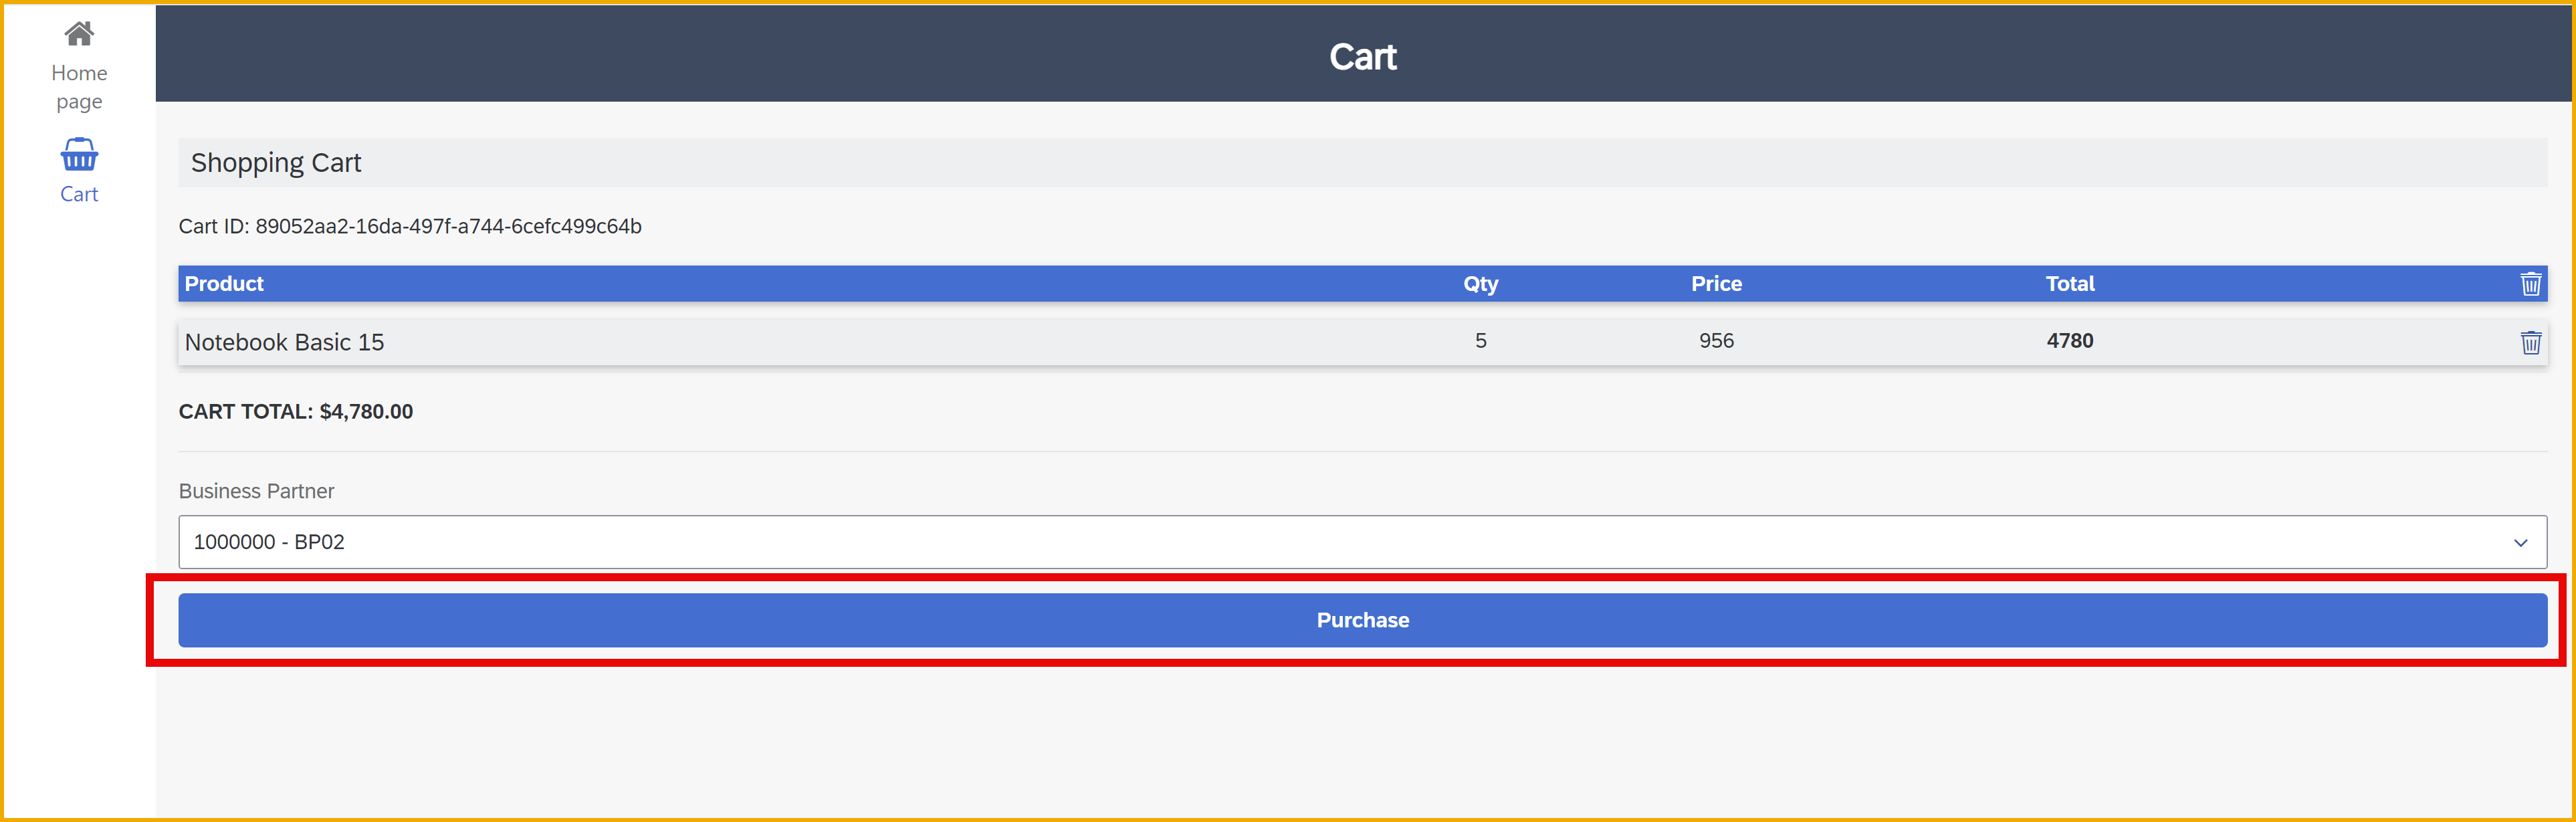 Home
page
Cart
Cart
Shopping Cart
Cart ID: 89052aa2-16da-497f-a744-6cefc499c64b
Product Qty Price Total
Notebook Basic 15 5 956 4780
CART TOTAL: $4,780.00
Business Partner
1000000 - BP02
Purchase